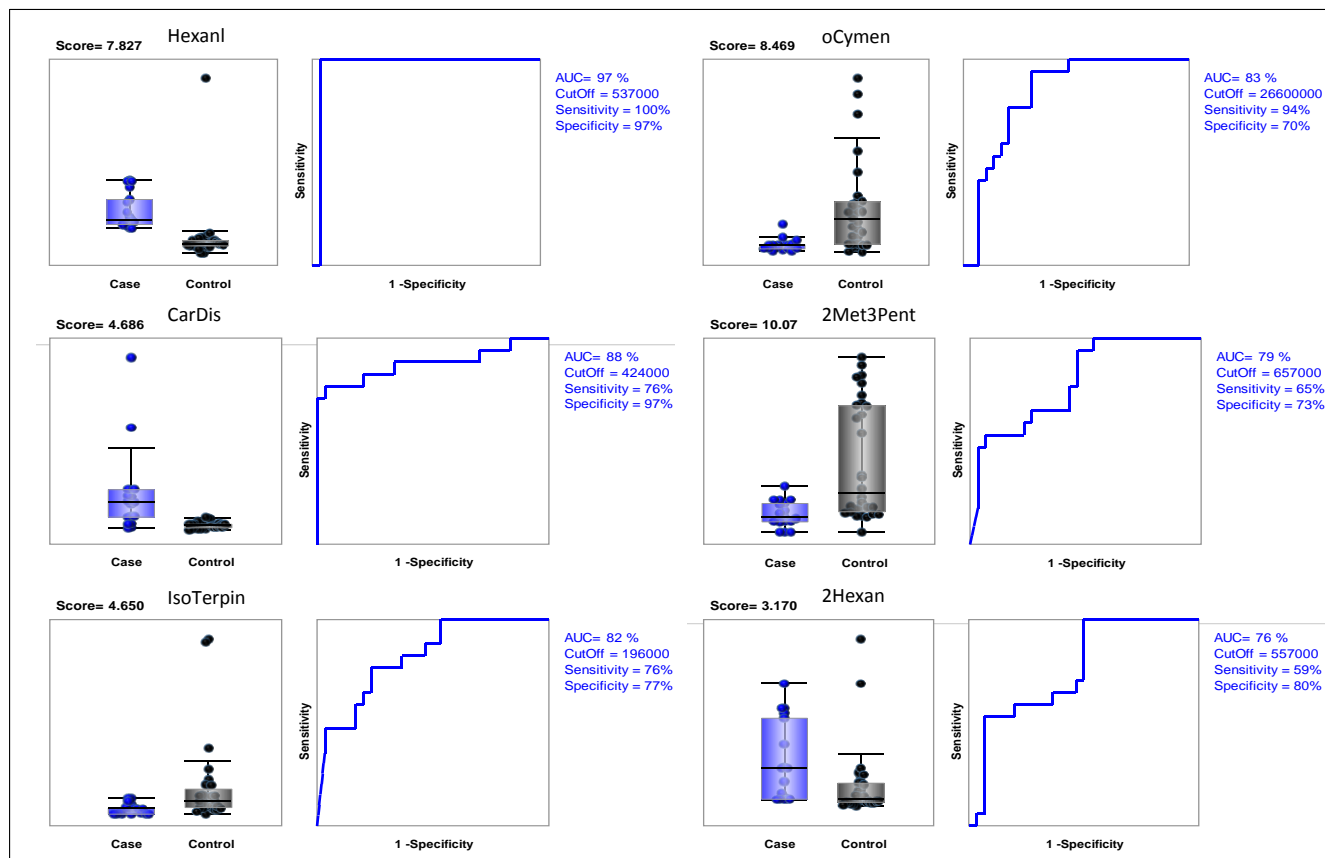 Hexanl
Score= 7.827
AUC= 97 %
CutOff = 537000
Sensitivity = 100%
Specificity = 97%
Sensitivity
Case Control
1 -Specificity
oCymen
Score= 8.469
AUC= 83 %
CutOff = 26600000
Sensitivity = 94%
Specificity = 70%
Sensitivity
Case Control
1 -Specificity
CarDis
Score= 4.686
AUC= 88 %
CutOff = 424000
Sensitivity = 76%
Specificity = 97%
Sensitivity
Case Control
1 -Specificity
2Met3Pent
Score= 10.07
AUC= 79 %
CutOff = 657000
Sensitivity = 65%
Specificity = 73%
Sensitivity
Case Control
1 -Specificity
IsoTerpin
Score= 4.650
AUC= 82 %
CutOff = 196000
Sensitivity = 76%
Specificity = 77%
Sensitivity
Case Control
1 -Specificity
2Hexan
Score= 3.170
AUC= 76 %
CutOff = 557000
Sensitivity = 59%
Specificity = 80%
Sensitivity
Case Control
1 -Specificity